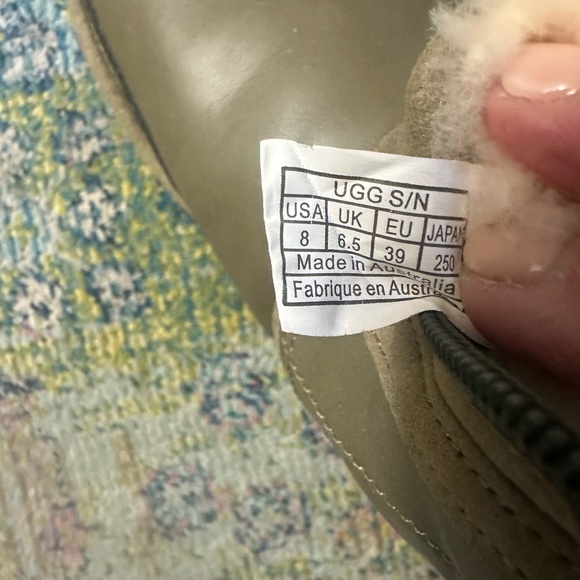 UGG S/N
USA UK EU JAPAN
8 6.5 39 250
Made in Australia
Fabrique en Australia